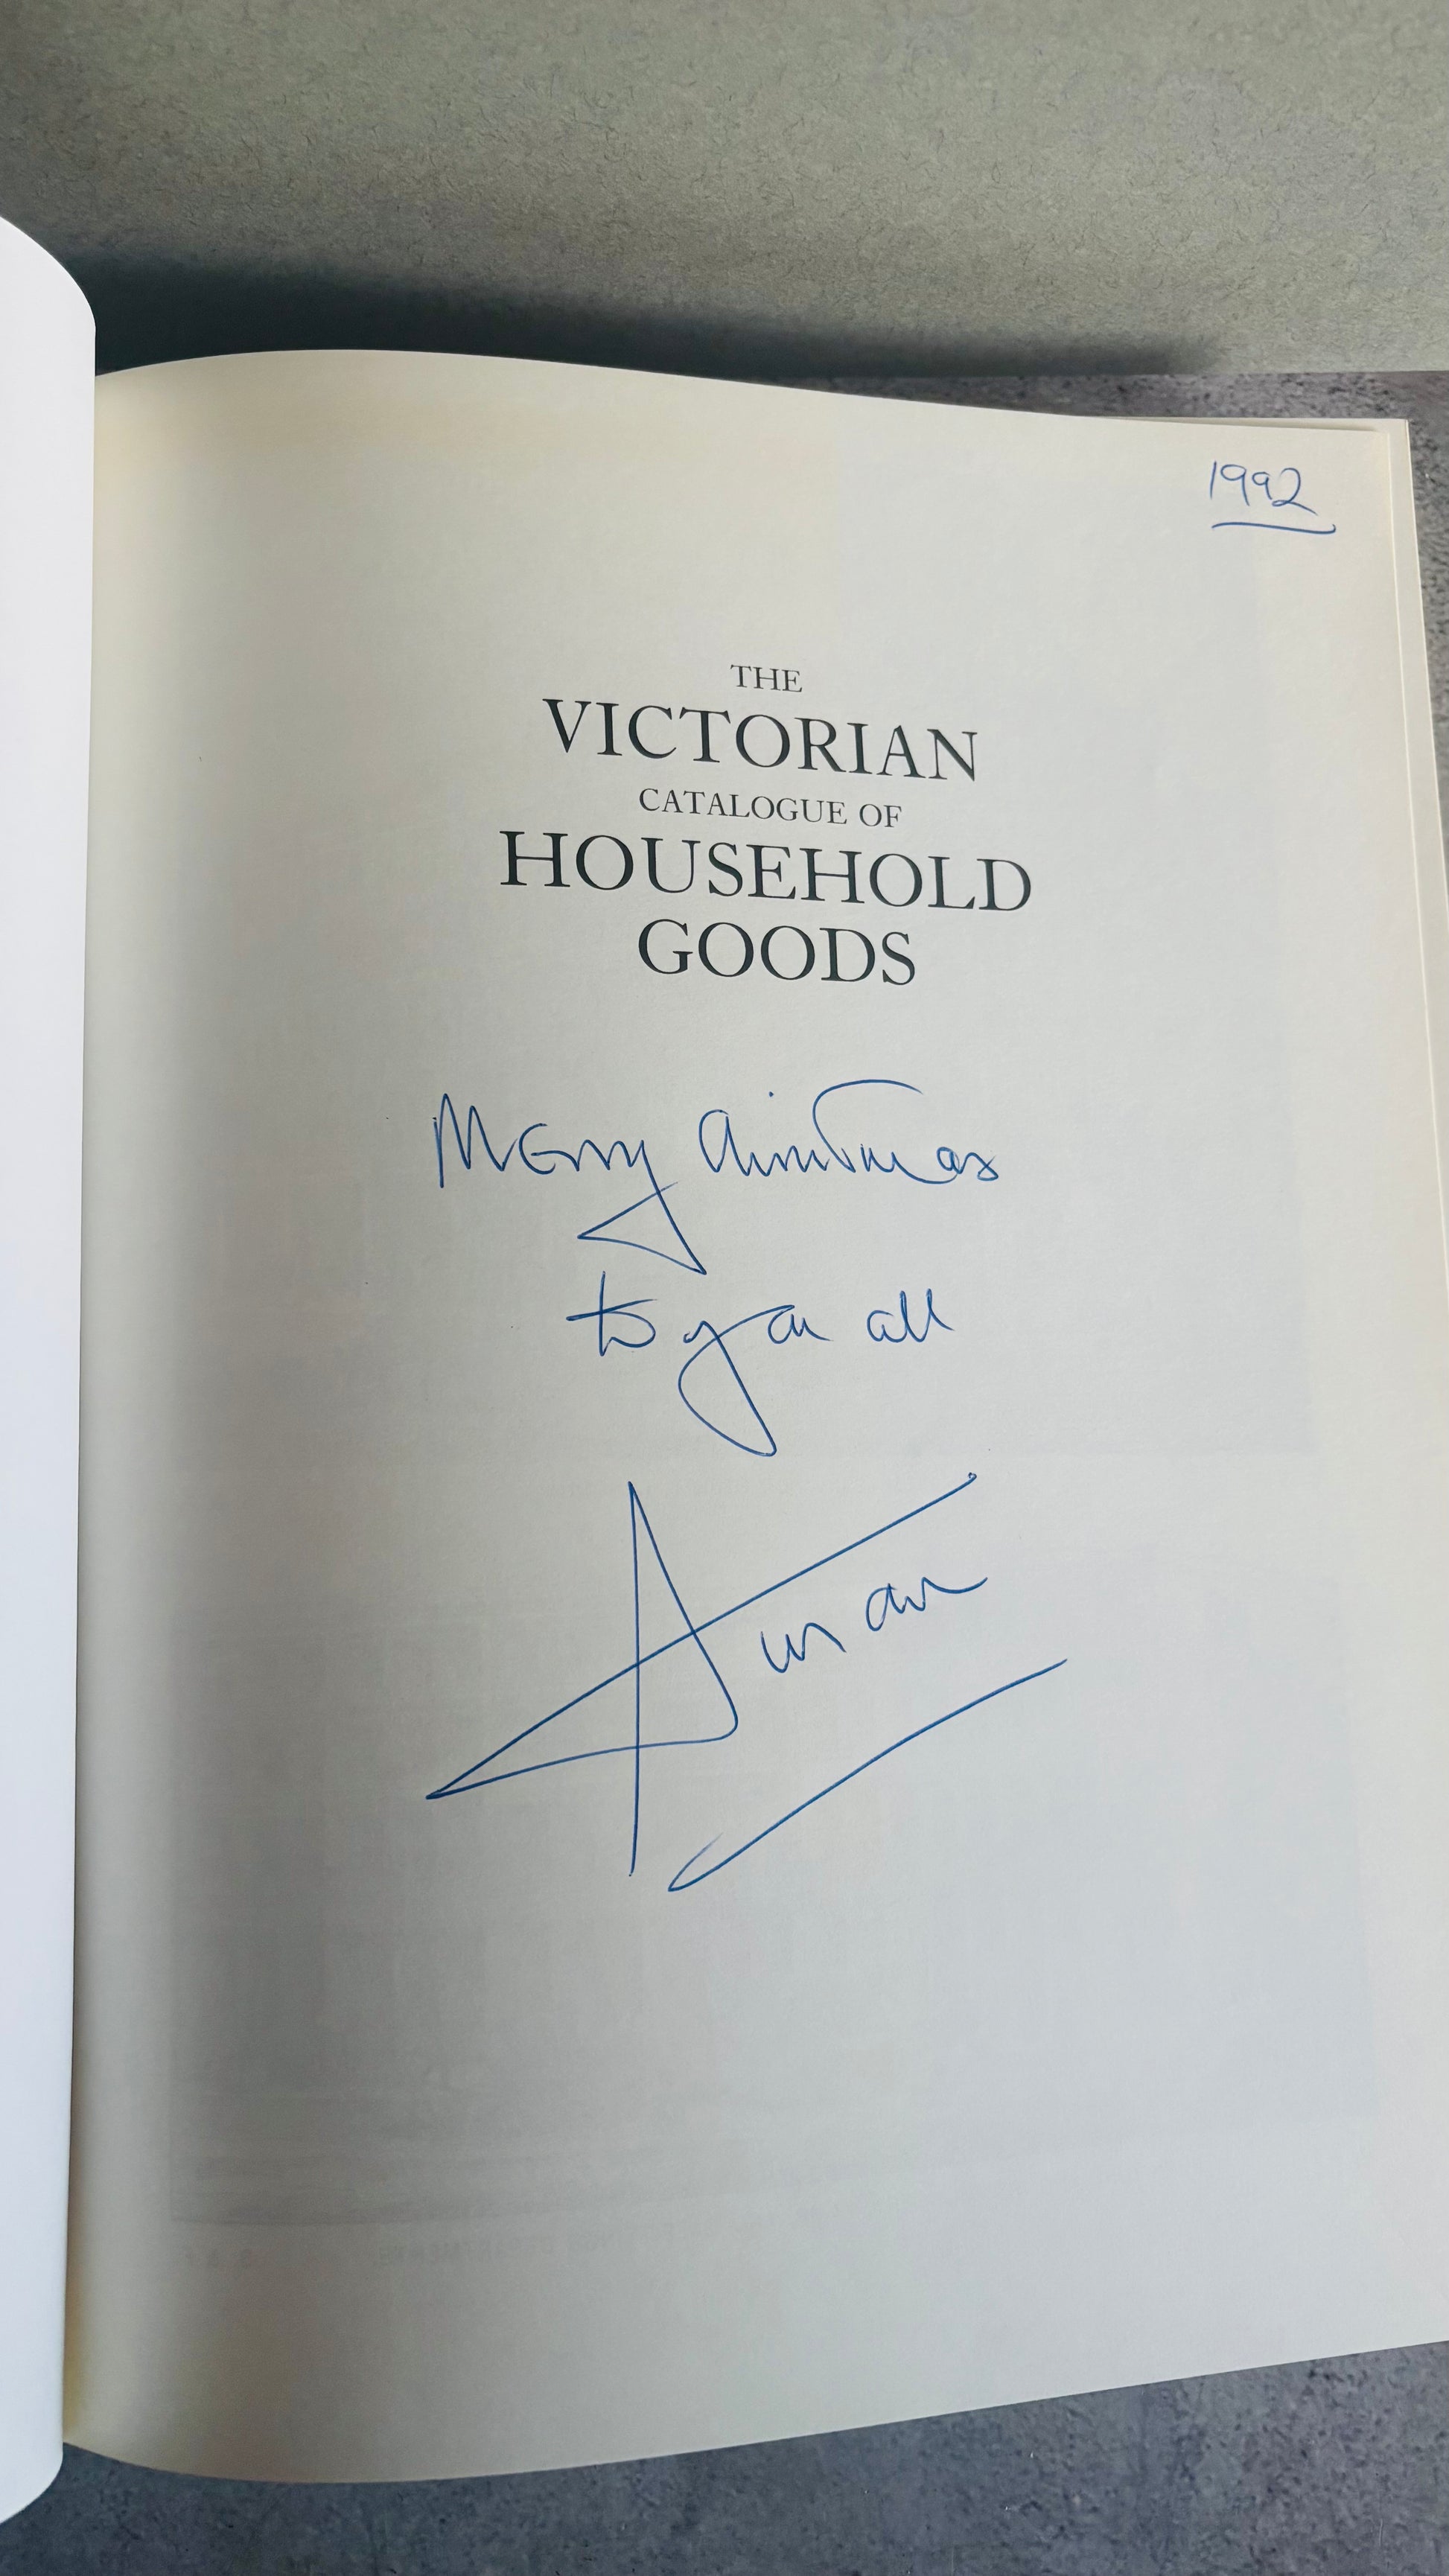 1992
THE
VICTORIAN
CATALOGUE OF
HOUSEHOLD
GOODS
Merry Christmas
to you all